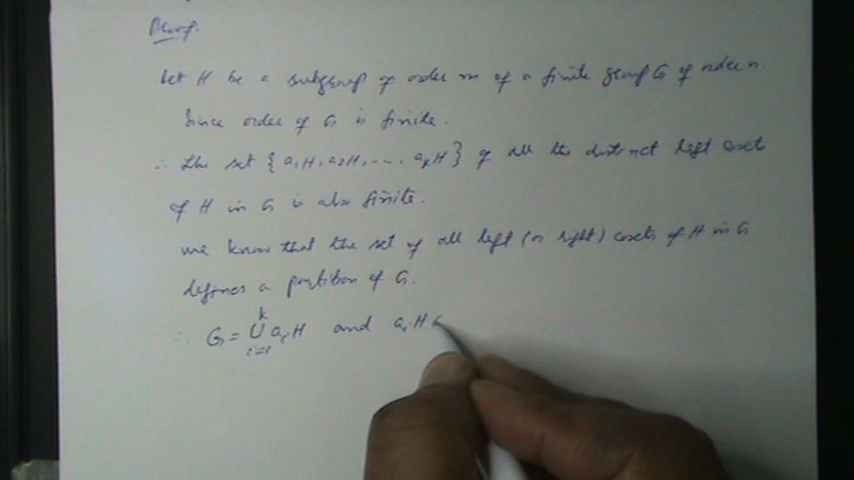 Proof.
Let H be a subgroup of order m of a finite group G of order n.
Since order of G is finite.
∴ the set {a₁H, a₂H, ..., aₖH} of all the distinct left cosets
of H in G is also finite.
we know that the set of all left (or right) cosets of H in G
defines a partition of G.
∴ G = ⋃ᵢ₌₁ᵏ aᵢH and aᵢH